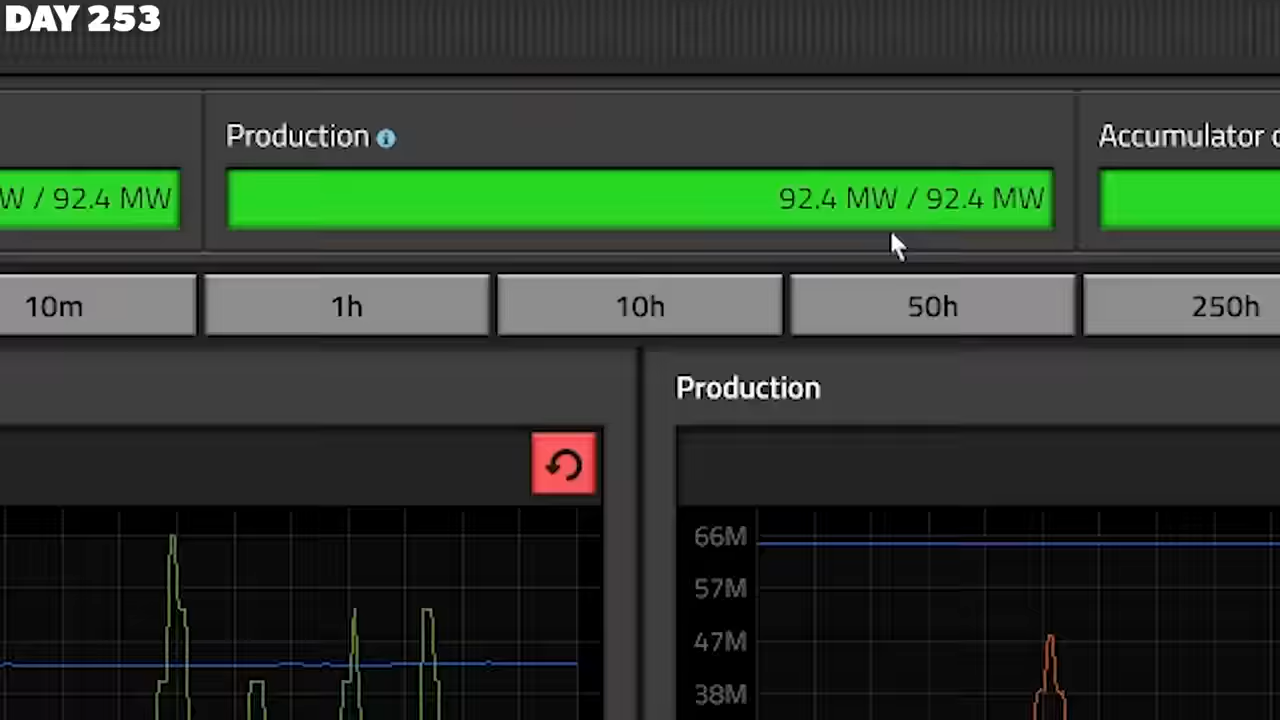 DAY 253
Production
Accumulator
W / 92.4 MW
92.4 MW / 92.4 MW
10m
1h
10h
50h
250h
Production
66M
57M
47M
38M